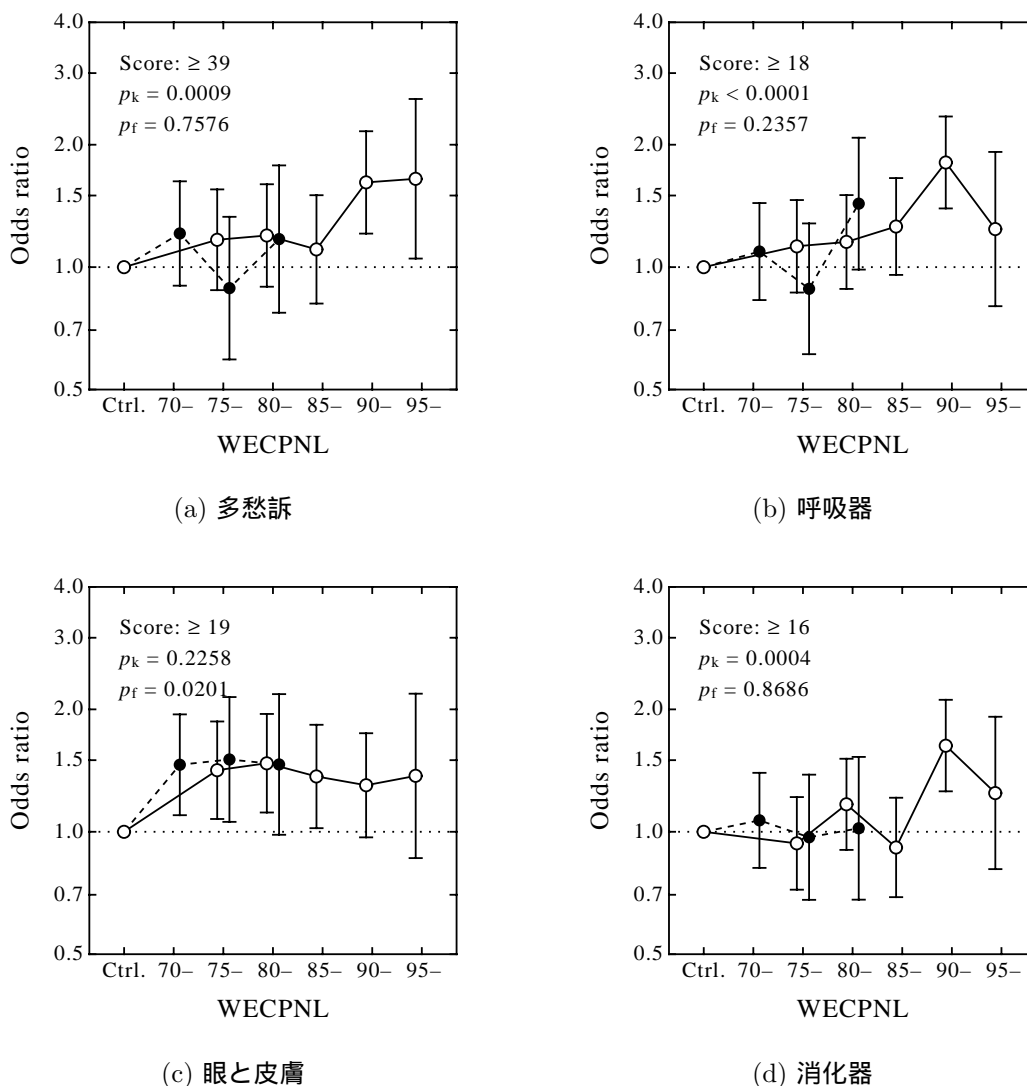 4.0
3.0
2.0
1.5
1.0
0.7
0.5
Odds ratio
Score: ≥ 39
pk = 0.0009
pf = 0.7576
Ctrl. 70– 75– 80– 85– 90– 95–
WECPNL
(a) 多愁訴
4.0
3.0
2.0
1.5
1.0
0.7
0.5
Odds ratio
Score: ≥ 18
pk < 0.0001
pf = 0.2357
Ctrl. 70– 75– 80– 85– 90– 95–
WECPNL
(b) 呼吸器
4.0
3.0
2.0
1.5
1.0
0.7
0.5
Odds ratio
Score: ≥ 19
pk = 0.2258
pf = 0.0201
Ctrl. 70– 75– 80– 85– 90– 95–
WECPNL
(c) 眼と皮膚
4.0
3.0
2.0
1.5
1.0
0.7
0.5
Odds ratio
Score: ≥ 16
pk = 0.0004
pf = 0.8686
Ctrl. 70– 75– 80– 85– 90– 95–
WECPNL
(d) 消化器